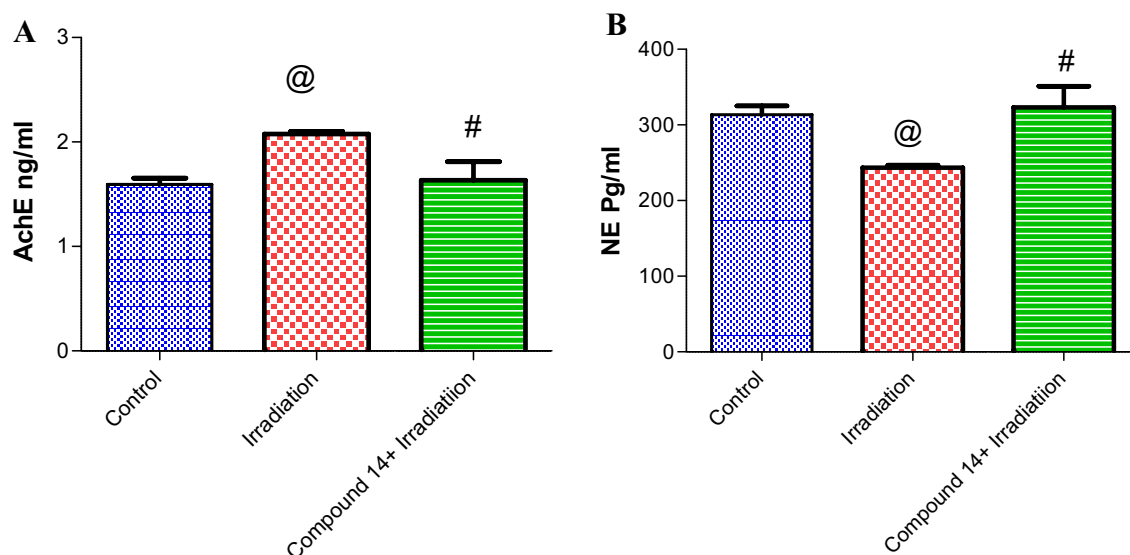 A
AchE ng/ml
3
2
1
0
@
#
Control
Irradiation
Compound 14+ Irradiatiion
B
NE Pg/ml
400
300
200
100
0
@
#
Control
Irradiation
Compound 14+ Irradiatiion